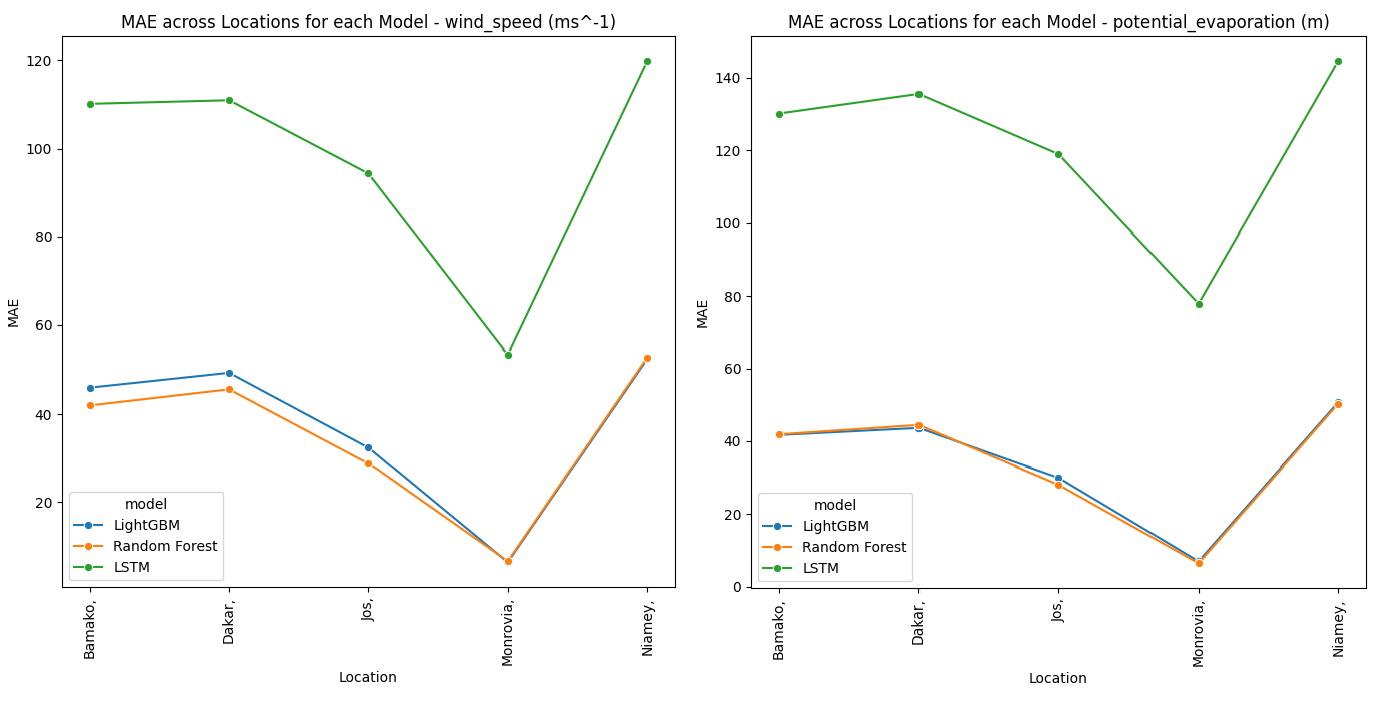 MAE across Locations for each Model - wind_speed (ms^-1)
120
100
80
60
40
20
MAE
model
LightGBM
Random Forest
LSTM
Bamako,
Dakar,
Jos,
Monrovia,
Niamey,
Location
MAE across Locations for each Model - potential_evaporation (m)
140
120
100
80
60
40
20
0
MAE
model
LightGBM
Random Forest
LSTM
Bamako,
Dakar,
Jos,
Monrovia,
Niamey,
Location